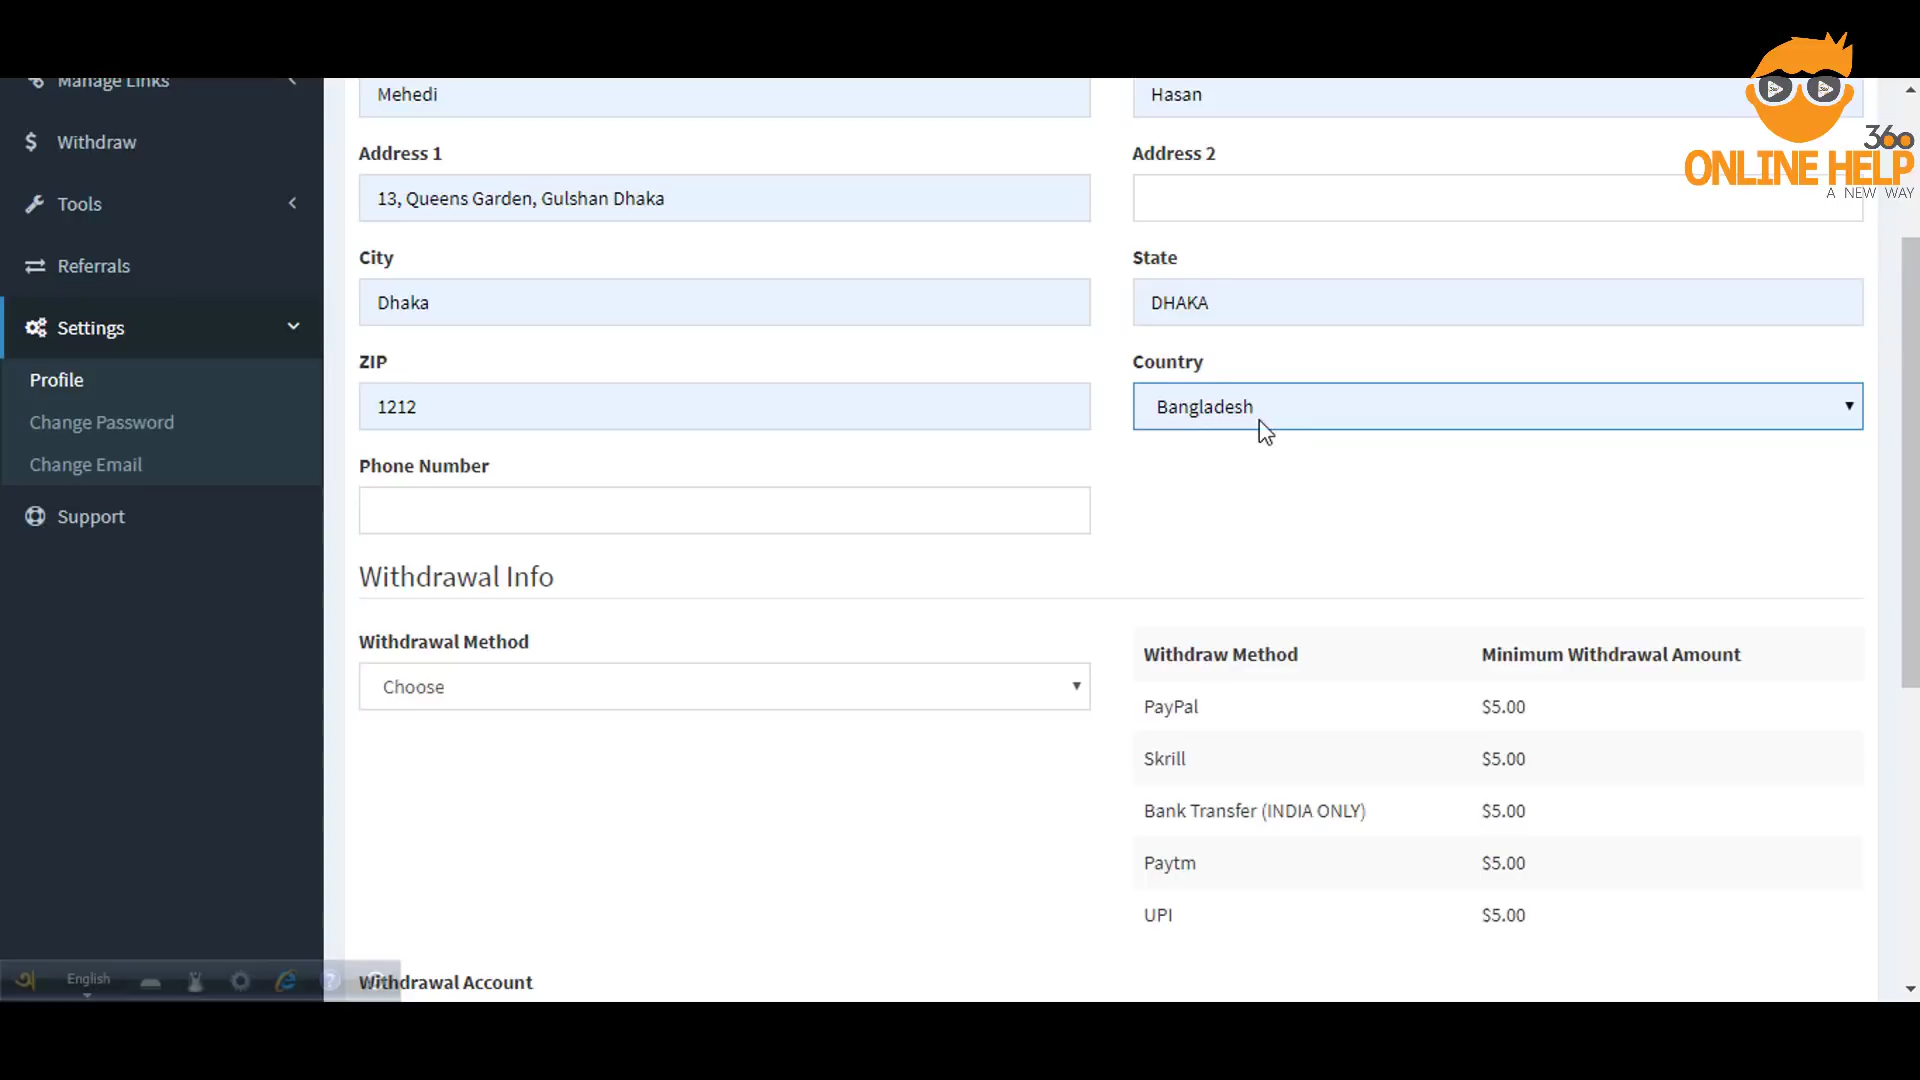 Manage Links
Withdraw
Tools
Referrals
Settings
Profile
Change Password
Change Email
Support
English
Mehedi
Hasan
Address 1
Address 2
13, Queens Garden, Gulshan Dhaka
City
State
Dhaka
DHAKA
ZIP
Country
1212
Bangladesh
Phone Number
Withdrawal Info
Withdrawal Method
Choose
Withdraw Method Minimum Withdrawal Amount
PayPal $5.00
Skrill $5.00
Bank Transfer (INDIA ONLY) $5.00
Paytm $5.00
UPI $5.00
Withdrawal Account
360
ONLINE HELP
A NEW WAY